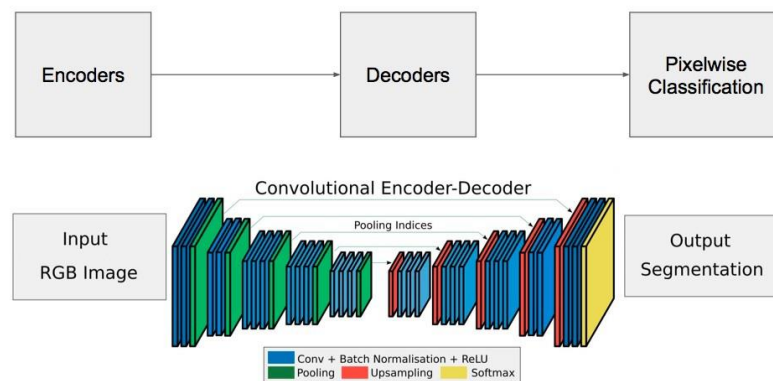 Encoders
Decoders
Pixelwise
Classification
Convolutional Encoder-Decoder
Pooling Indices
Input
RGB Image
Output
Segmentation
Conv + Batch Normalisation + ReLU
Pooling Upsampling Softmax